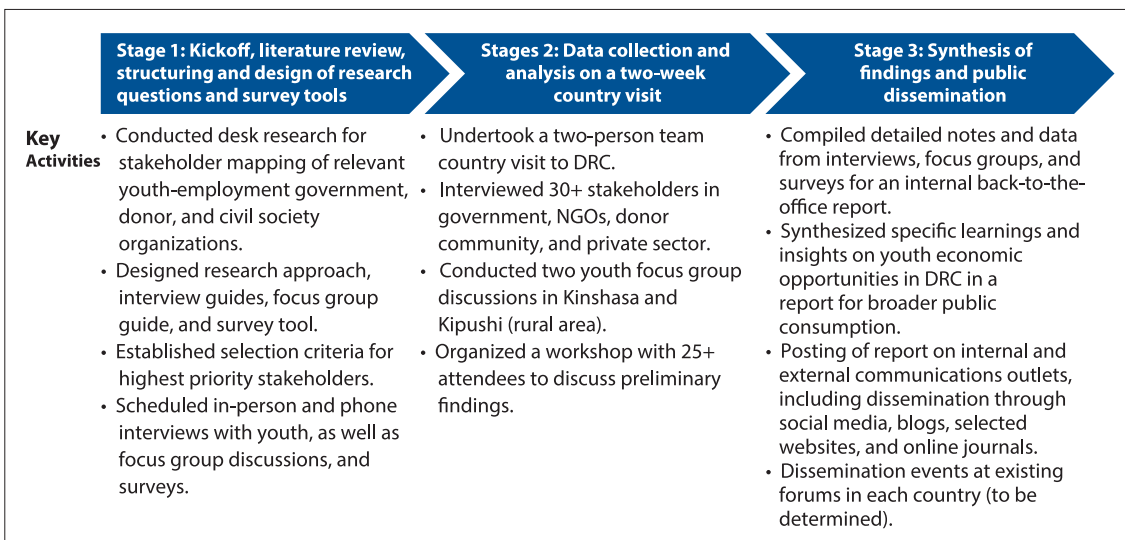 Stage 1: Kickoff, literature review,
structuring and design of research
questions and survey tools
Stages 2: Data collection and
analysis on a two-week
country visit
Stage 3: Synthesis of
findings and public
dissemination
Key
Activities
• Conducted desk research for
stakeholder mapping of relevant
youth-employment government,
donor, and civil society
organizations.
• Designed research approach,
interview guides, focus group
guide, and survey tool.
• Established selection criteria for
highest priority stakeholders.
• Scheduled in-person and phone
interviews with youth, as well as
focus group discussions, and
surveys.
• Undertook a two-person team
country visit to DRC.
• Interviewed 30+ stakeholders in
government, NGOs, donor
community, and private sector.
• Conducted two youth focus group
discussions in Kinshasa and
Kipushi (rural area).
• Organized a workshop with 25+
attendees to discuss preliminary
findings.
• Compiled detailed notes and data
from interviews, focus groups, and
surveys for an internal back-to-the-
office report.
• Synthesized specific learnings and
insights on youth economic
opportunities in DRC in a
report for broader public
consumption.
• Posting of report on internal and
external communications outlets,
including dissemination through
social media, blogs, selected
websites, and online journals.
• Dissemination events at existing
forums in each country (to be
determined).